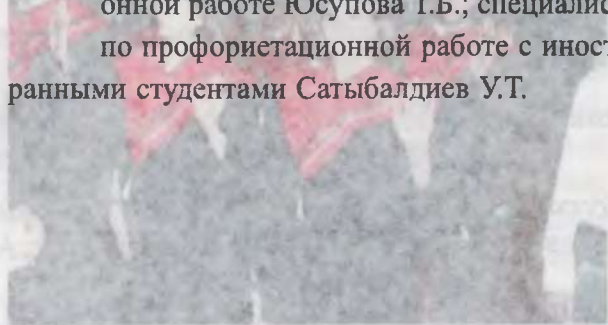 онной работе Юсупова Т.Б.; специалис
по профориетационной работе с иност
ранными студентами Сатыбалдиев У.Т.